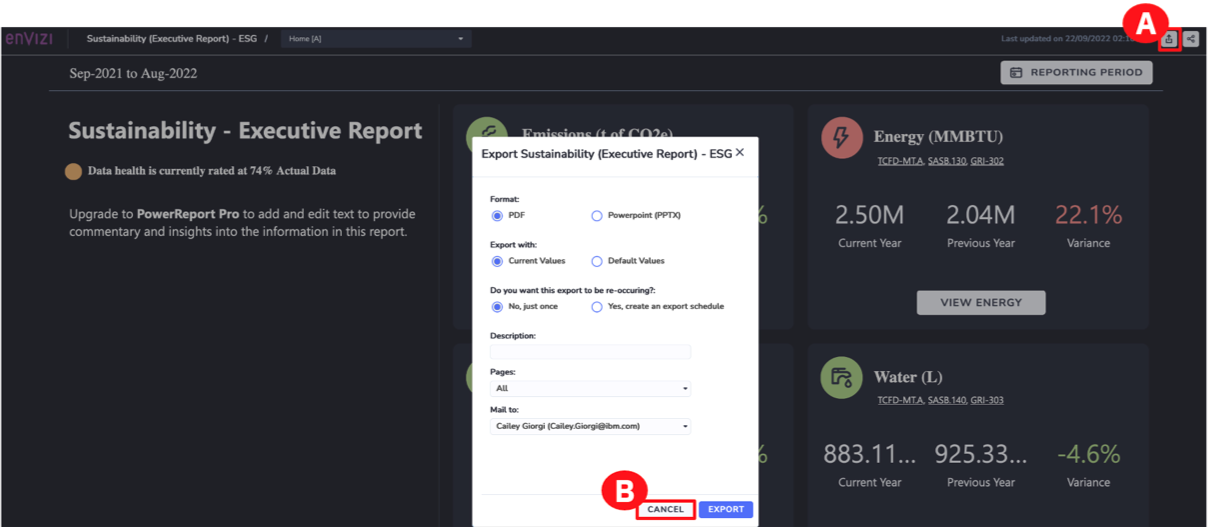 A
enVIZI
Sustainability (Executive Report) - ESG / Home [A]
Last updated on 22/09/2022 02:1
Sep-2021 to Aug-2022
REPORTING PERIOD
Sustainability - Executive Report
Data health is currently rated at 74% Actual Data
Upgrade to PowerReport Pro to add and edit text to provide
commentary and insights into the information in this report.
Emissions (t of CO2e)
%
Export Sustainability (Executive Report) - ESG ×
Format:
PDF Powerpoint (PPTX)
Export with:
Current Values Default Values
Do you want this export to be re-occuring?:
No, just once Yes, create an export schedule
Description:
Pages:
All
Mail to:
Cailey Giorgi (Cailey.Giorgi@ibm.com)
B
CANCEL EXPORT
Energy (MMBTU)
TCFD-MT.A, SASB.130, GRI-302
2.50M 2.04M 22.1%
Current Year Previous Year Variance
VIEW ENERGY
Water (L)
TCFD-MT.A, SASB.140, GRI-303
%
883.11... 925.33... -4.6%
Current Year Previous Year Variance